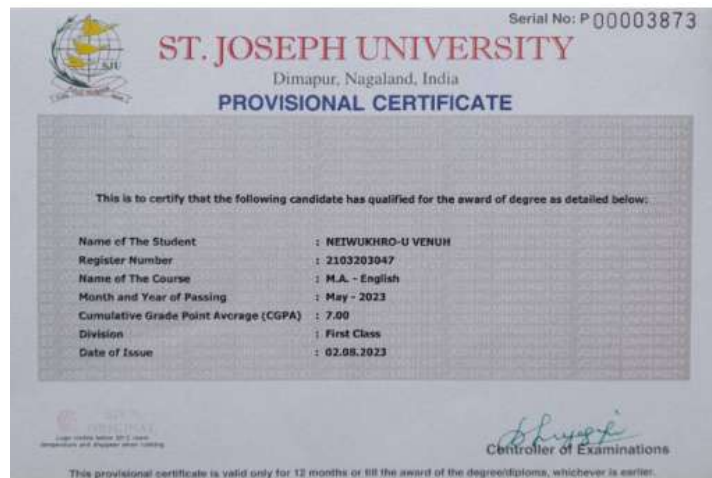 Serial No: P 00003873
SJU
ST. JOSEPH UNIVERSITY
Dimapur, Nagaland, India
PROVISIONAL CERTIFICATE
This is to certify that the following candidate has qualified for the award of degree as detailed below:
Name of The Student : NEIWUKHRO-U VENUH
Register Number : 2103203047
Name of The Course : M.A. - English
Month and Year of Passing : May - 2023
Cumulative Grade Point Average (CGPA) : 7.00
Division : First Class
Date of Issue : 02.08.2023
ORIGINAL
Controller of Examinations
This provisional certificate is valid only for 12 months or till the award of the degree/diploma, whichever is earlier.